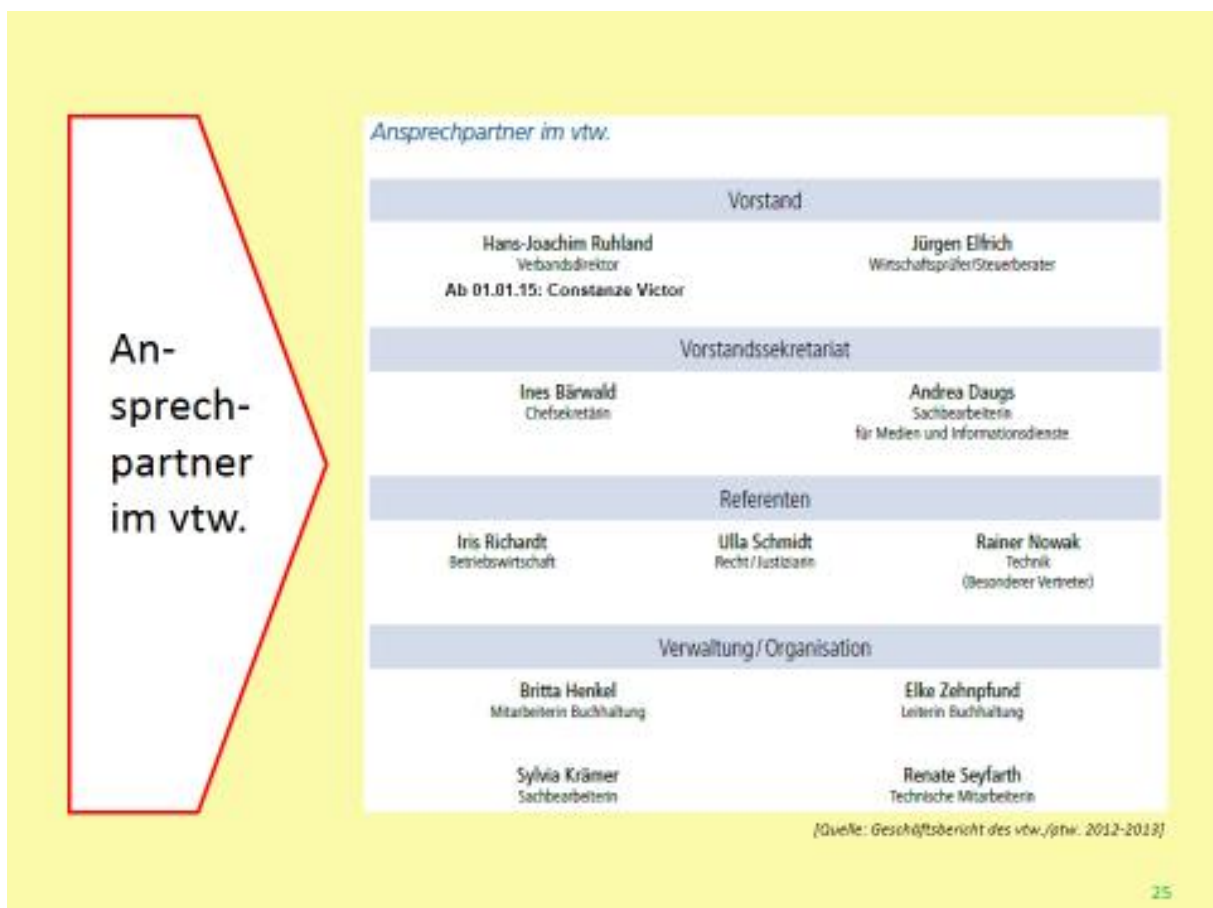 An-
sprech-
partner
im vtw.
Ansprechpartner im vtw.
Vorstand
Hans-Joachim Ruhland
Verbandsdirektor
Ab 01.01.15: Constanze Victor
Jürgen Elfrich
Wirtschaftsprüfer/Steuerberater
Vorstandssekretariat
Ines Bärwald
Chefsekretärin
Andrea Daugs
Sachbearbeiterin
für Medien und Informationsdienste
Referenten
Iris Richardt
Betriebswirtschaft
Ulla Schmidt
Recht/Justiziarin
Rainer Nowak
Technik
(Besonderer Vertreter)
Verwaltung/Organisation
Britta Henkel
Mitarbeiterin Buchhaltung
Elke Zehnpfund
Leiterin Buchhaltung
Sylvia Krämer
Sachbearbeiterin
Renate Seyfarth
Technische Mitarbeiterin
[Quelle: Geschäftsbericht des vtw./ptw. 2012-2013]
25